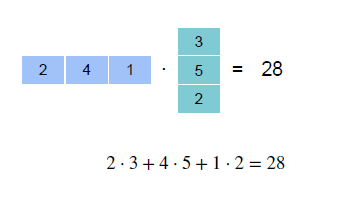 2 4 1 · 3 5 2 = 28
2 · 3 + 4 · 5 + 1 · 2 = 28